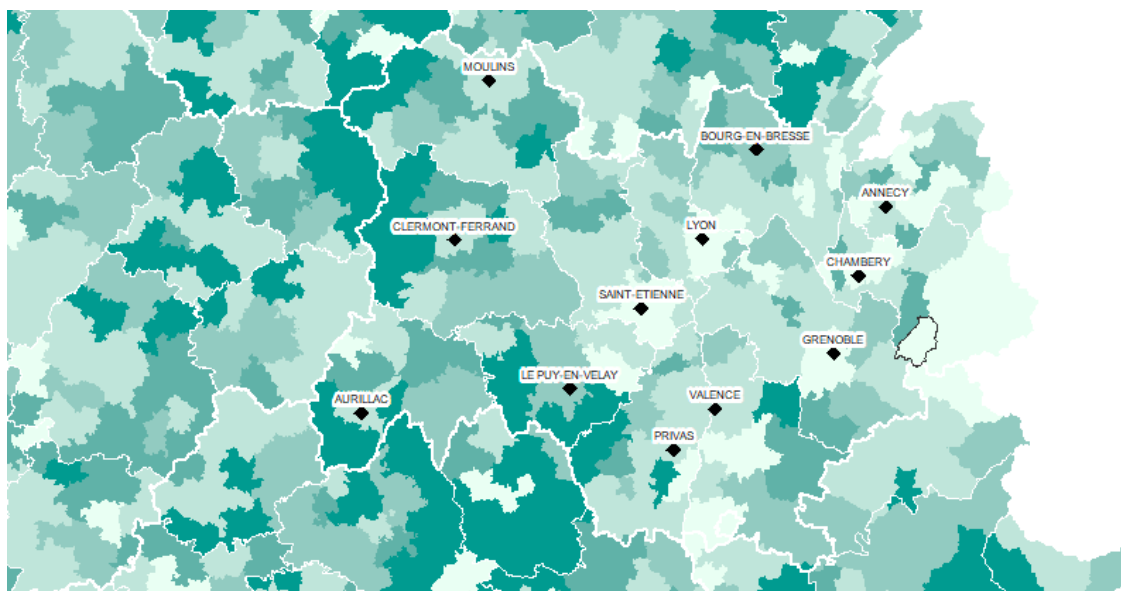 MOULINS
BOURG-EN-BRESSE
ANNECY
CLERMONT-FERRAND
LYON
CHAMBERY
SAINT-ETIENNE
GRENOBLE
LE PUY-EN-VELAY
AURILLAC
VALENCE
PRIVAS